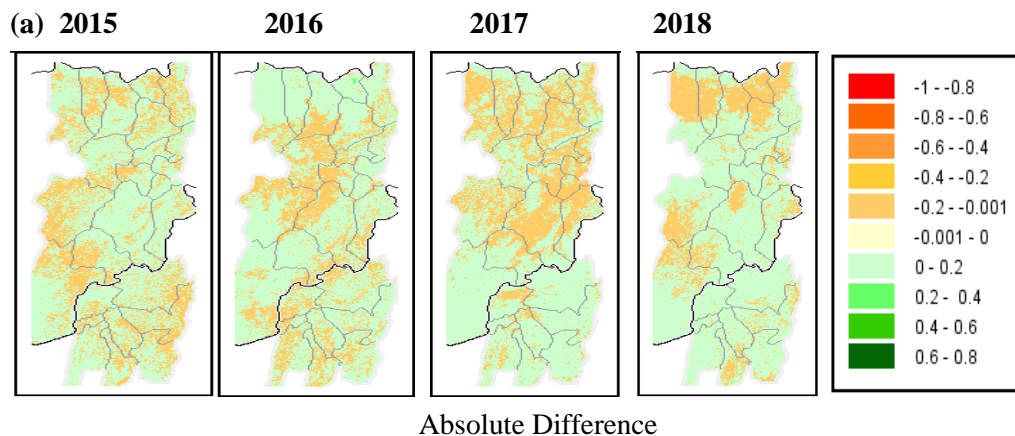 (a) 2015 2016 2017 2018
-1 - -0.8
-0.8 - -0.6
-0.6 - -0.4
-0.4 - -0.2
-0.2 - -0.001
-0.001 - 0
0 - 0.2
0.2 - 0.4
0.4 - 0.6
0.6 - 0.8
Absolute Difference